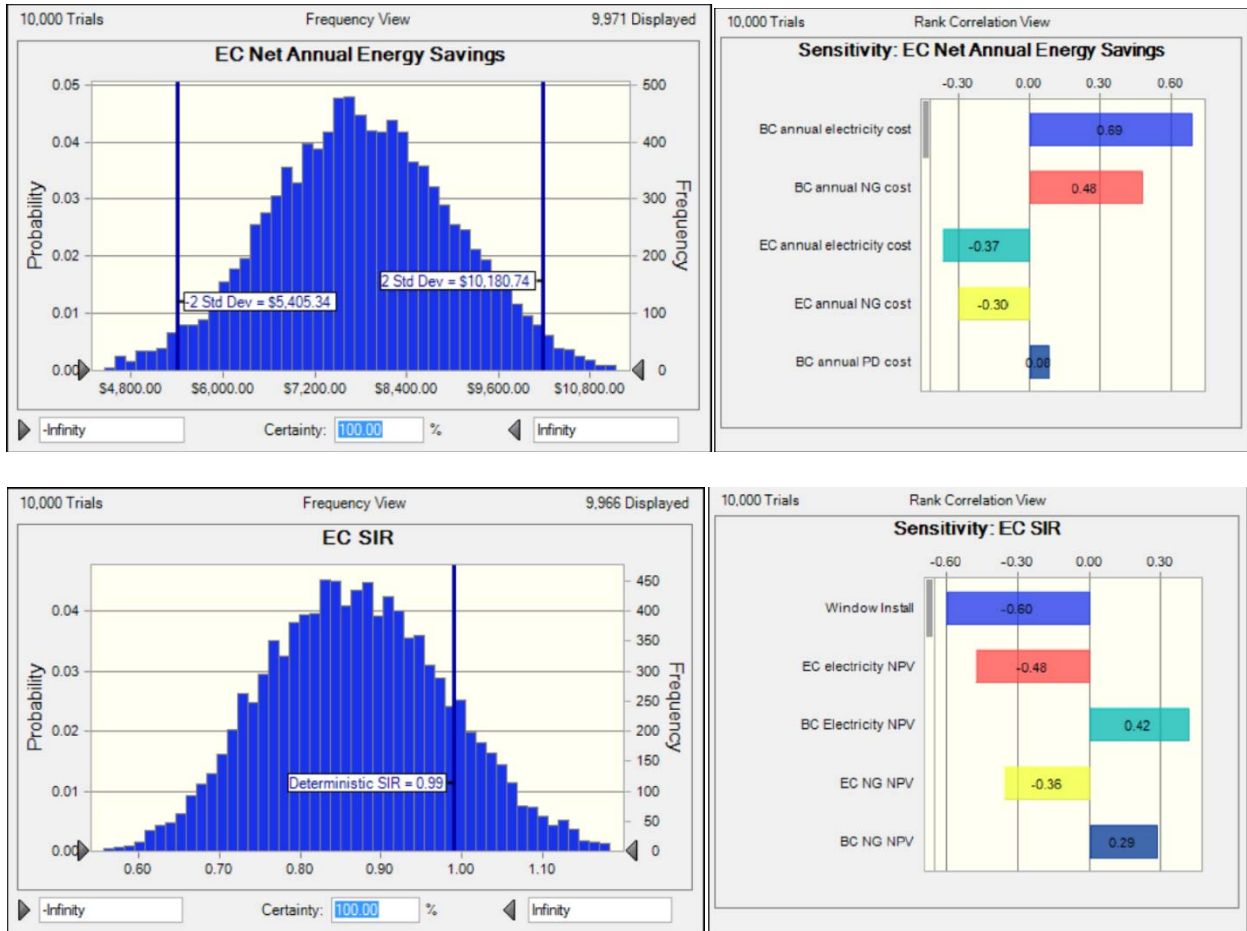 10,000 Trials Frequency View 9,971 Displayed
EC Net Annual Energy Savings
0.05
0.04
0.03
0.02
0.01
0.00
Probability
500
400
300
200
100
0
Frequency
2 Std Dev = $10,180.74
-2 Std Dev = $5,405.34
$4,800.00 $6,000.00 $7,200.00 $8,400.00 $9,600.00 $10,800.00
-Infinity Certainty: 100.00 % Infinity
10,000 Trials Rank Correlation View
Sensitivity: EC Net Annual Energy Savings
-0.30 0.00 0.30 0.60
BC annual electricity cost 0.69
BC annual NG cost 0.48
EC annual electricity cost -0.37
EC annual NG cost -0.30
BC annual PD cost 0.08
10,000 Trials Frequency View 9,966 Displayed
EC SIR
0.04
0.03
0.02
0.01
0.00
Probability
450
400
350
300
250
200
150
100
50
0
Frequency
Deterministic SIR = 0.99
0.60 0.70 0.80 0.90 1.00 1.10
-Infinity Certainty: 100.00 % Infinity
10,000 Trials Rank Correlation View
Sensitivity: EC SIR
-0.60 -0.30 0.00 0.30
Window Install -0.60
EC electricity NPV -0.48
BC Electricity NPV 0.42
EC NG NPV -0.36
BC NG NPV 0.29